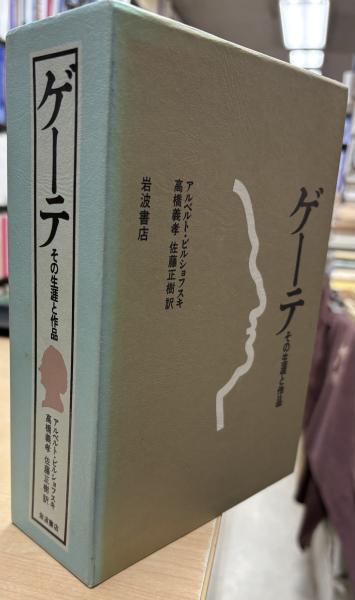 ゲーテ
その生涯と作品
アルベルト・ビルショフスキ
高橋義孝 佐藤正樹 訳
岩波書店
ゲーテ
その生涯と作品
アルベルト・ビルショフスキ
高橋義孝 佐藤正樹 訳
岩波書店